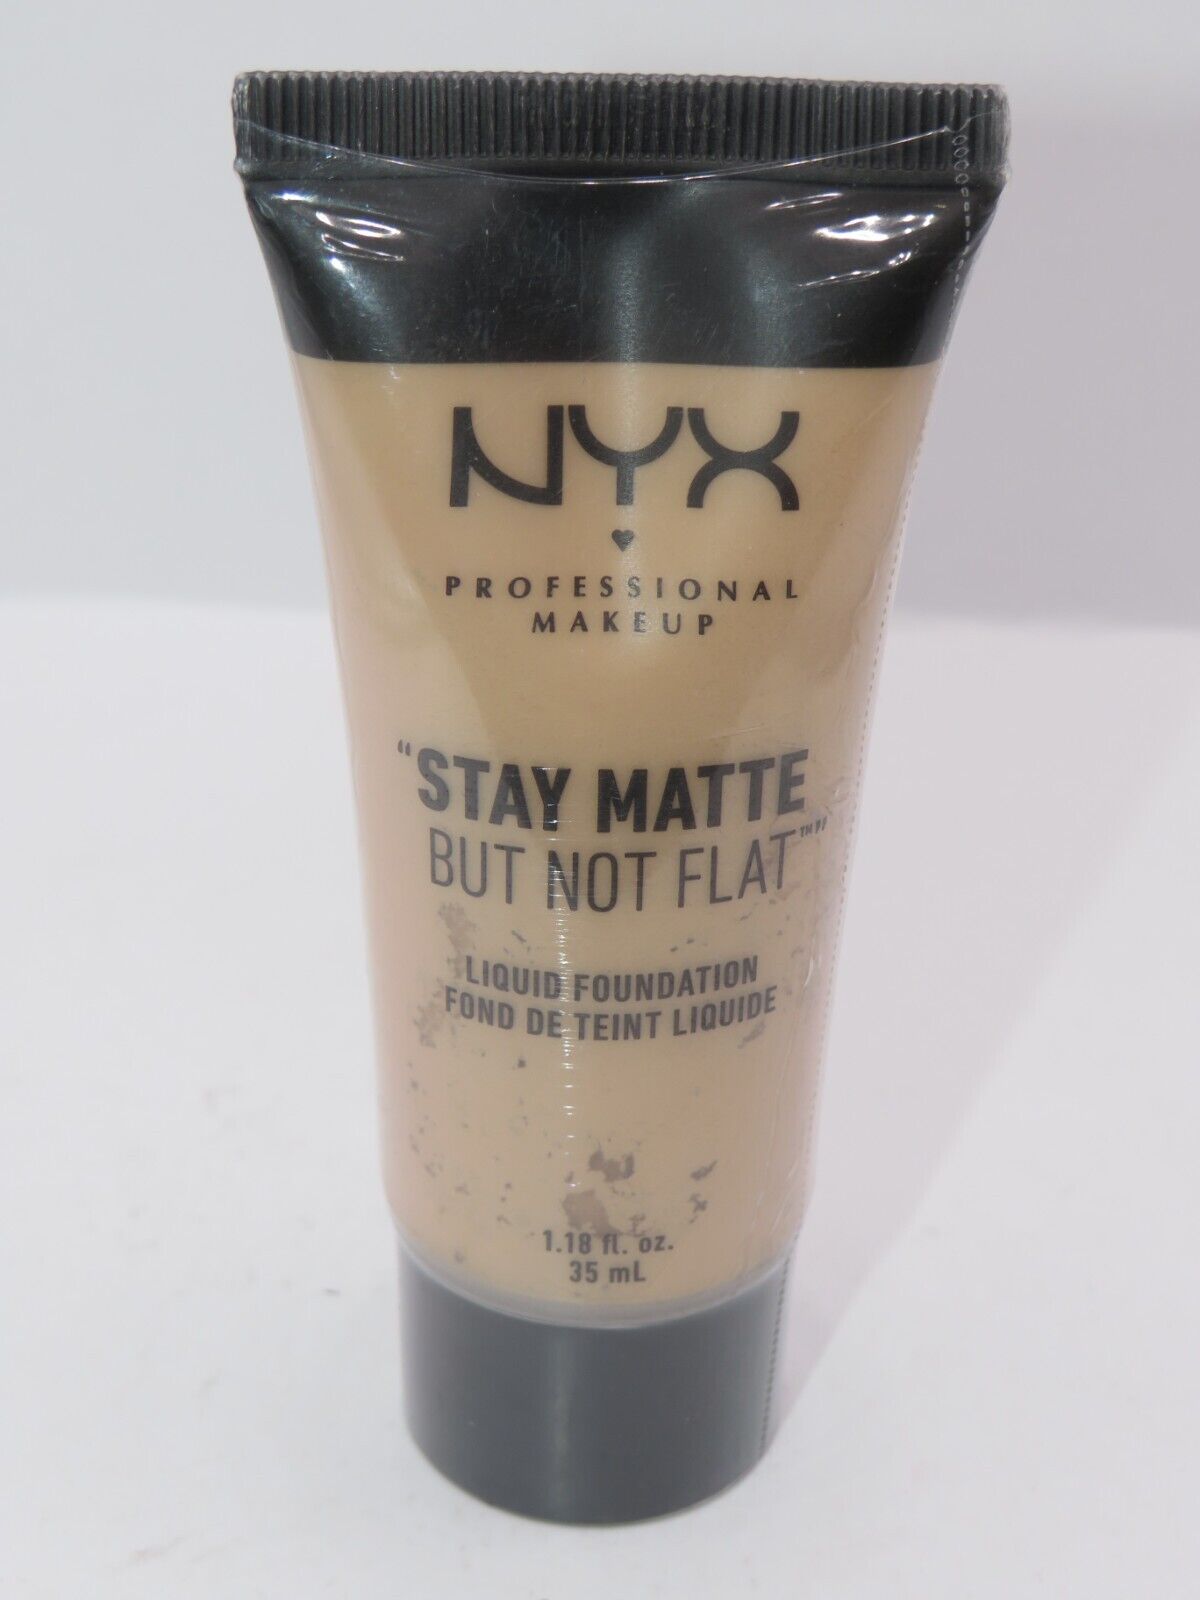 NYX
PROFESSIONAL
MAKEUP
"STAY MATTE
BUT NOT FLAT™"
LIQUID FOUNDATION
FOND DE TEINT LIQUIDE
1.18 fl. oz.
35 mL